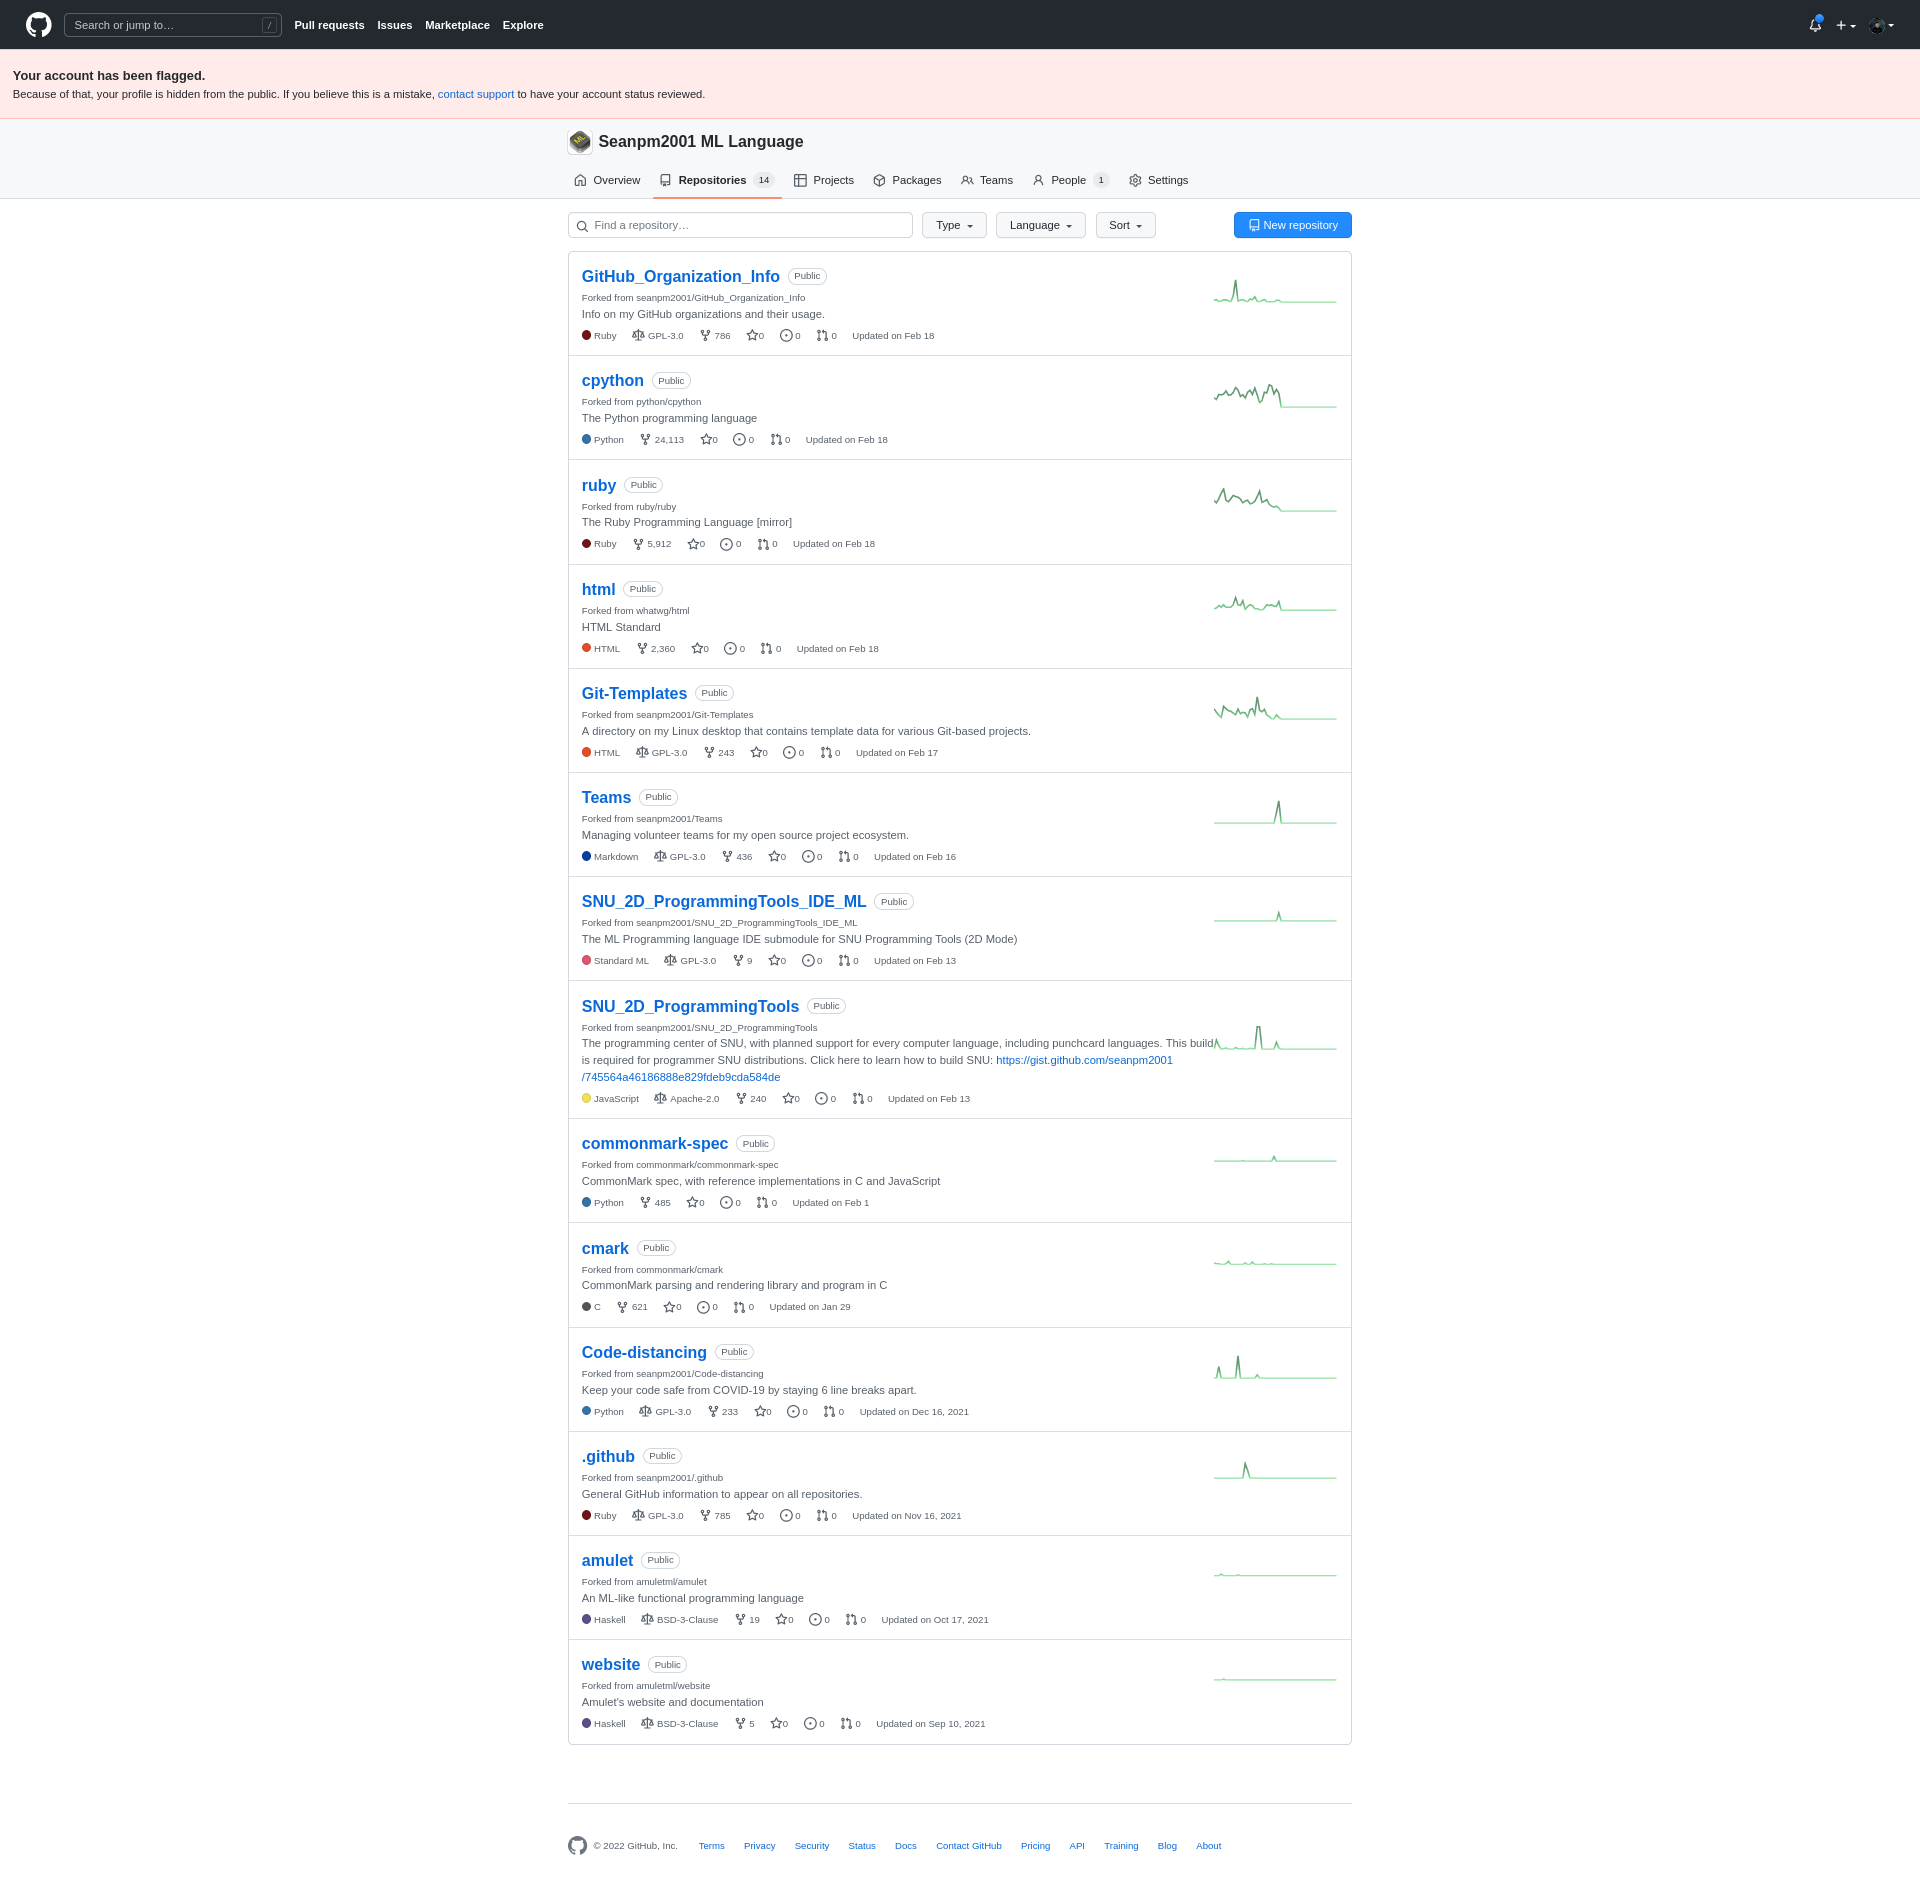 Search or jump to…
/
Pull requests Issues Marketplace Explore
Your account has been flagged.
Because of that, your profile is hidden from the public. If you believe this is a mistake, contact support to have your account status reviewed.
Seanpm2001 ML Language
Overview Repositories 14 Projects Packages Teams People 1 Settings
Find a repository… Type Language Sort New repository
GitHub_Organization_Info Public
Forked from seanpm2001/GitHub_Organization_Info
Info on my GitHub organizations and their usage.
Ruby GPL-3.0 786 0 0 0 Updated on Feb 18
cpython Public
Forked from python/cpython
The Python programming language
Python 24,113 0 0 0 Updated on Feb 18
ruby Public
Forked from ruby/ruby
The Ruby Programming Language [mirror]
Ruby 5,912 0 0 0 Updated on Feb 18
html Public
Forked from whatwg/html
HTML Standard
HTML 2,360 0 0 0 Updated on Feb 18
Git-Templates Public
Forked from seanpm2001/Git-Templates
A directory on my Linux desktop that contains template data for various Git-based projects.
HTML GPL-3.0 243 0 0 0 Updated on Feb 17
Teams Public
Forked from seanpm2001/Teams
Managing volunteer teams for my open source project ecosystem.
Markdown GPL-3.0 436 0 0 0 Updated on Feb 16
SNU_2D_ProgrammingTools_IDE_ML Public
Forked from seanpm2001/SNU_2D_ProgrammingTools_IDE_ML
The ML Programming language IDE submodule for SNU Programming Tools (2D Mode)
Standard ML GPL-3.0 9 0 0 0 Updated on Feb 13
SNU_2D_ProgrammingTools Public
Forked from seanpm2001/SNU_2D_ProgrammingTools
The programming center of SNU, with planned support for every computer language, including punchcard languages. This build
is required for programmer SNU distributions. Click here to learn how to build SNU: https://gist.github.com/seanpm2001
/745564a46186888e829fdeb9cda584de
JavaScript Apache-2.0 240 0 0 0 Updated on Feb 13
commonmark-spec Public
Forked from commonmark/commonmark-spec
CommonMark spec, with reference implementations in C and JavaScript
Python 485 0 0 0 Updated on Feb 1
cmark Public
Forked from commonmark/cmark
CommonMark parsing and rendering library and program in C
C 621 0 0 0 Updated on Jan 29
Code-distancing Public
Forked from seanpm2001/Code-distancing
Keep your code safe from COVID-19 by staying 6 line breaks apart.
Python GPL-3.0 233 0 0 0 Updated on Dec 16, 2021
.github Public
Forked from seanpm2001/.github
General GitHub information to appear on all repositories.
Ruby GPL-3.0 785 0 0 0 Updated on Nov 16, 2021
amulet Public
Forked from amuletml/amulet
An ML-like functional programming language
Haskell BSD-3-Clause 19 0 0 0 Updated on Oct 17, 2021
website Public
Forked from amuletml/website
Amulet's website and documentation
Haskell BSD-3-Clause 5 0 0 0 Updated on Sep 10, 2021
© 2022 GitHub, Inc. Terms Privacy Security Status Docs Contact GitHub Pricing API Training Blog About